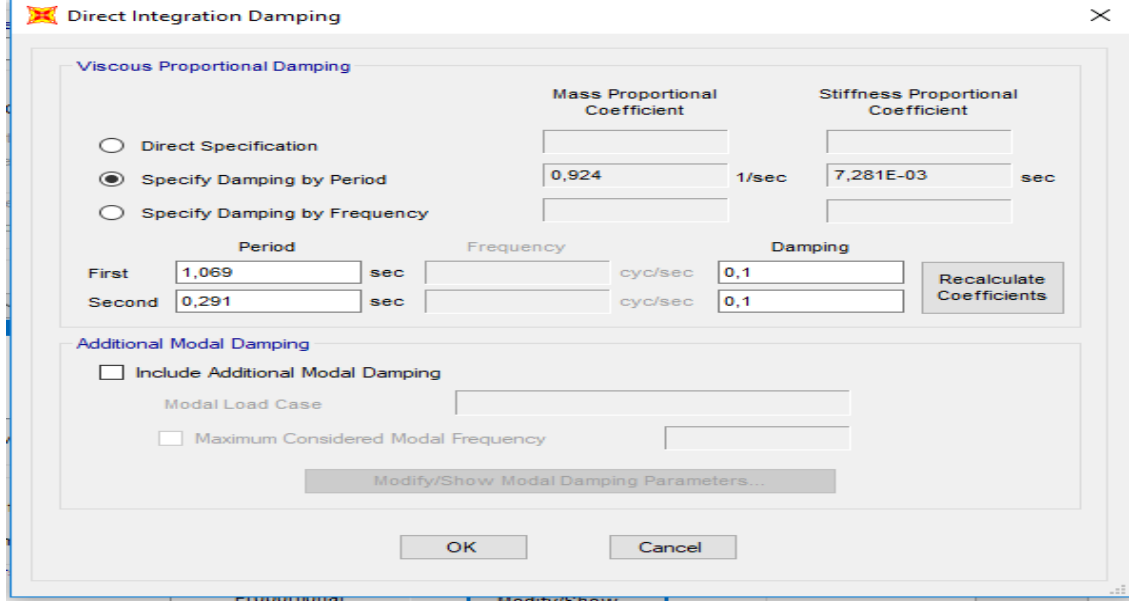 Direct Integration Damping
Viscous Proportional Damping
Mass Proportional Coefficient
Stiffness Proportional Coefficient
Direct Specification
Specify Damping by Period 0,924 1/sec 7,281E-03 sec
Specify Damping by Frequency
Period Frequency Damping
First 1,069 sec cyc/sec 0,1
Second 0,291 sec cyc/sec 0,1
Recalculate Coefficients
Additional Modal Damping
Include Additional Modal Damping
Modal Load Case
Maximum Considered Modal Frequency
Modify/Show Modal Damping Parameters...
OK Cancel